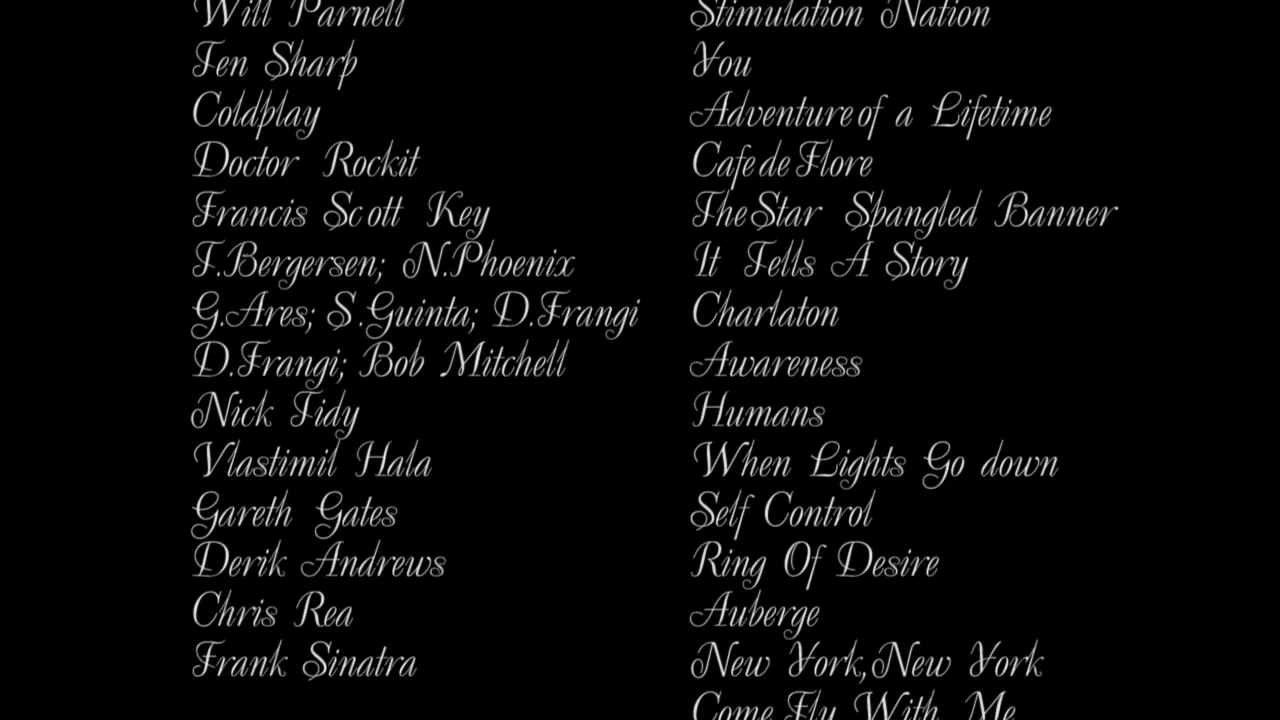 Will Parnell Stimulation Nation
Ten Sharp You
Coldplay Adventure of a Lifetime
Doctor Rockit Cafe de Flore
Francis Scott Key The Star Spangled Banner
T.Bergersen; N.Phoenix It Tells A Story
G.Ares; S.Guinta; D.Frangi Charlaton
D.Frangi; Bob Mitchell Awareness
Nick Tidy Humans
Vlastimil Hala When Lights Go down
Gareth Gates Self Control
Derik Andrews Ring Of Desire
Chris Rea Auberge
Frank Sinatra New York, New York
Come Fly With Me